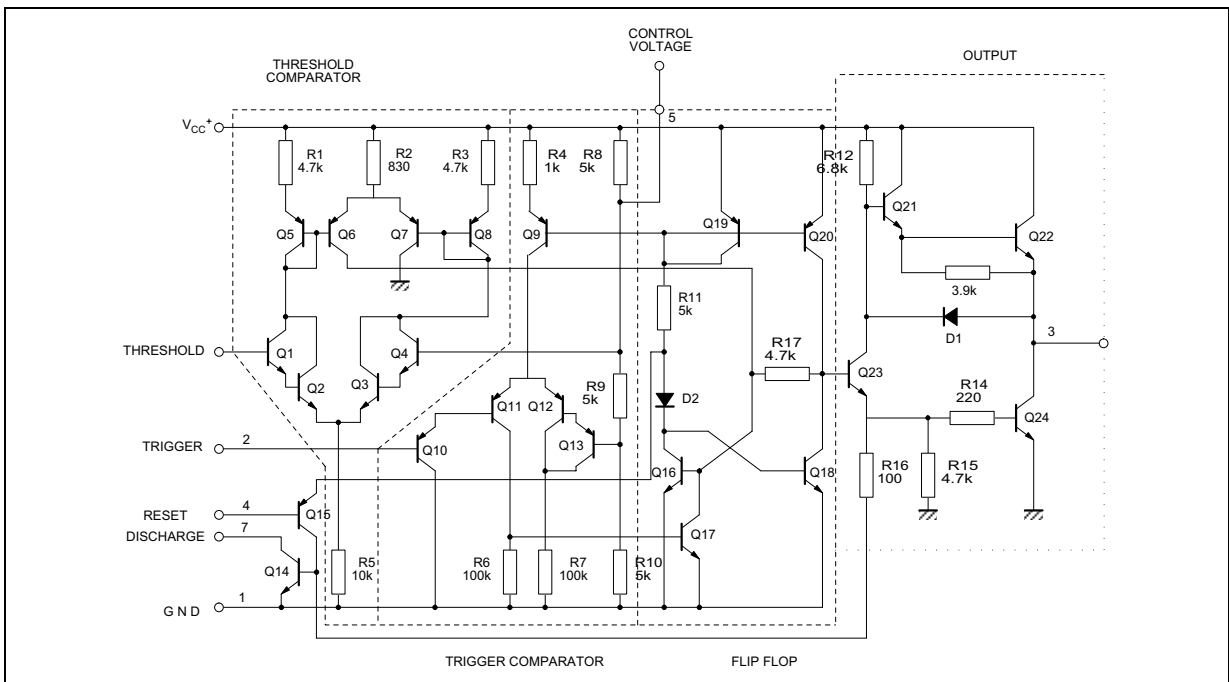 CONTROL
VOLTAGE
THRESHOLD
COMPARATOR
OUTPUT
5
VCC+
R1
4.7k
R2
830
R3
4.7k
R4
1k
R8
5k
R12
6.8k
Q5
Q6
Q7
Q8
Q9
Q19
Q20
Q21
Q22
3.9k
R11
5k
D1
3
THRESHOLD
Q1
Q2
Q3
Q4
R17
4.7k
Q23
R9
5k
D2
R14
220
Q11
Q12
Q13
Q24
TRIGGER
2
Q10
Q16
Q18
R16
100
R15
4.7k
RESET
4
Q15
Q17
DISCHARGE
7
Q14
R5
10k
R6
100k
R7
100k
R10
5k
GND
1
TRIGGER COMPARATOR
FLIP FLOP